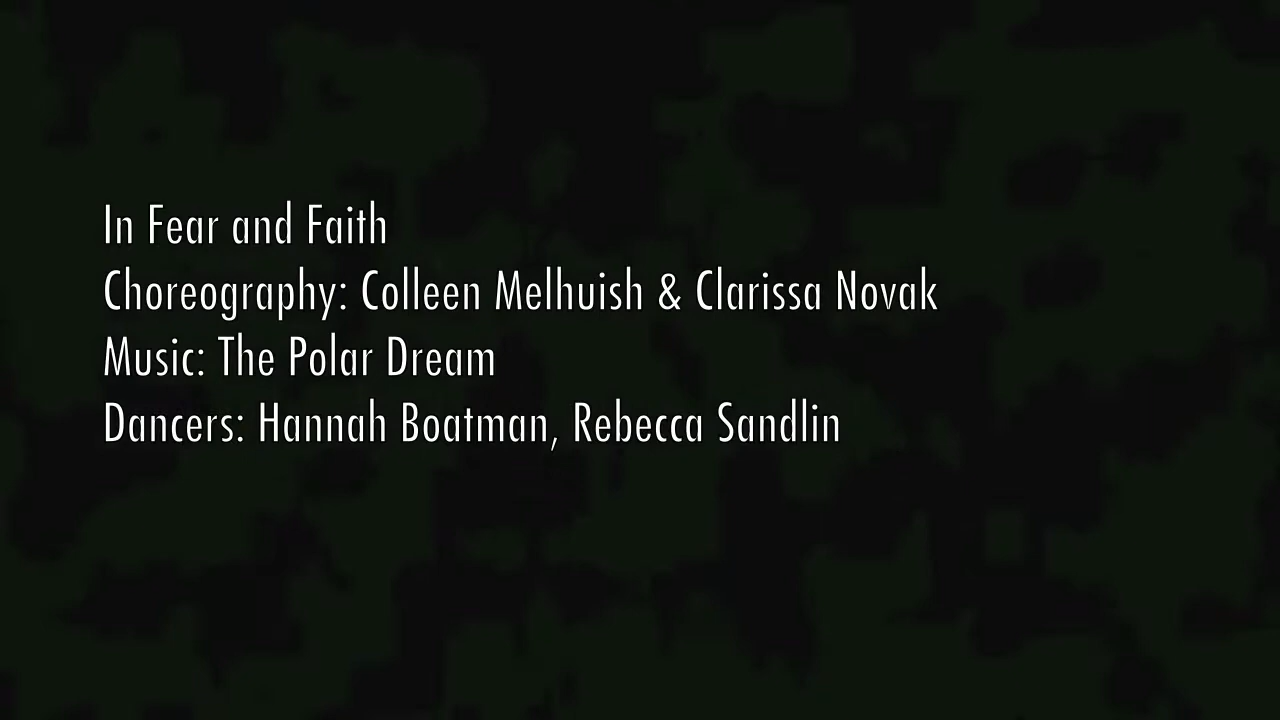 In Fear and Faith
Choreography: Colleen Melhuish & Clarissa Novak
Music: The Polar Dream
Dancers: Hannah Boatman, Rebecca Sandlin